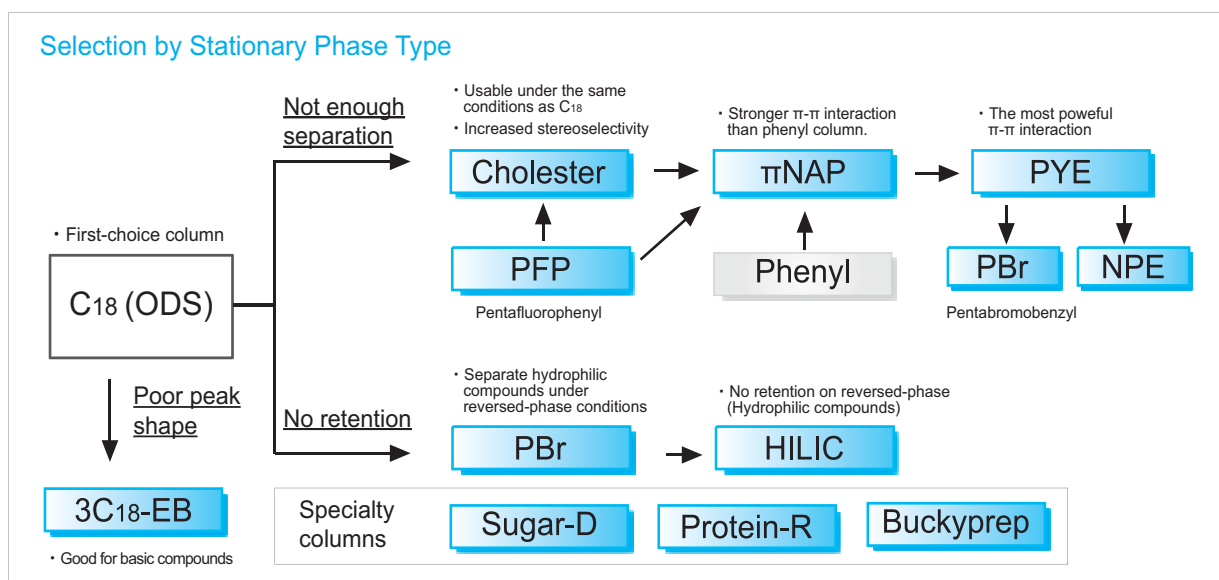 Selection by Stationary Phase Type
Not enough
separation
・Usable under the same
conditions as C18
・Increased stereoselectivity
・Stronger π-π interaction
than phenyl column.
・The most poweful
π-π interaction
Cholester
πNAP
PYE
・First-choice column
C18 (ODS)
PFP
Pentafluorophenyl
Phenyl
PBr
NPE
Pentabromobenzyl
Poor peak
shape
No retention
・Separate hydrophilic
compounds under
reversed-phase conditions
・No retention on reversed-phase
(Hydrophilic compounds)
PBr
HILIC
3C18-EB
・Good for basic compounds
Specialty
columns
Sugar-D
Protein-R
Buckyprep